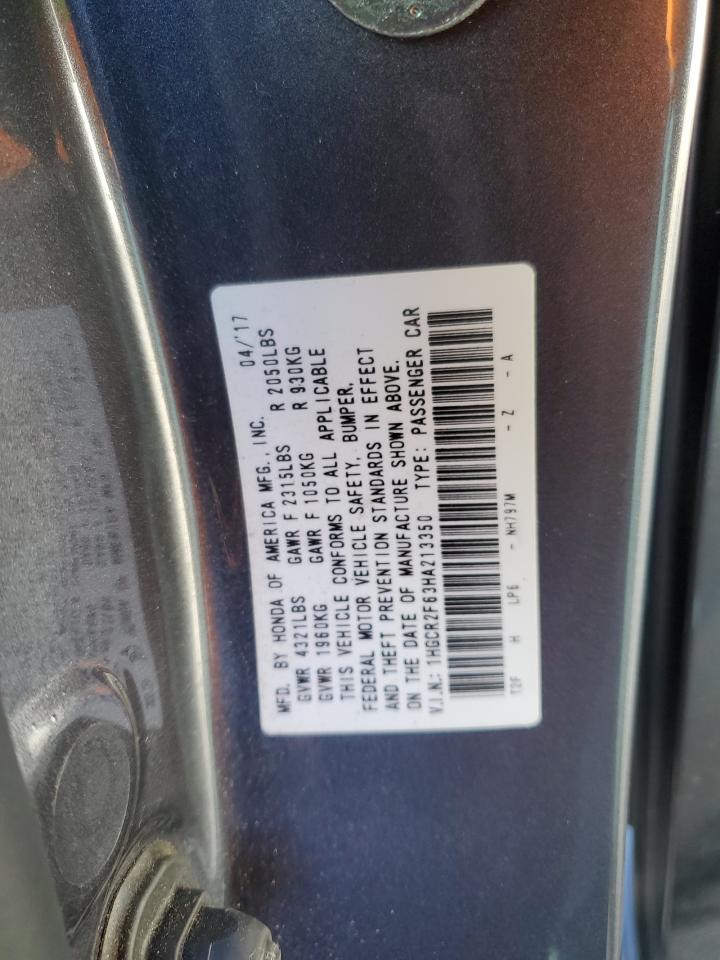 MFD. BY HONDA OF AMERICA MFG., INC. 04/'17
GVWR 4321LBS GAWR F 2315LBS R 2050LBS
GVWR 1960KG GAWR F 1050KG R 930KG
THIS VEHICLE CONFORMS TO ALL APPLICABLE
FEDERAL MOTOR VEHICLE SAFETY, BUMPER,
AND THEFT PREVENTION STANDARDS IN EFFECT
ON THE DATE OF MANUFACTURE SHOWN ABOVE.
V.I.N.: 1HGCR2F63HA213350 TYPE: PASSENGER CAR
T2F H LP6 - NH797M - Z - A